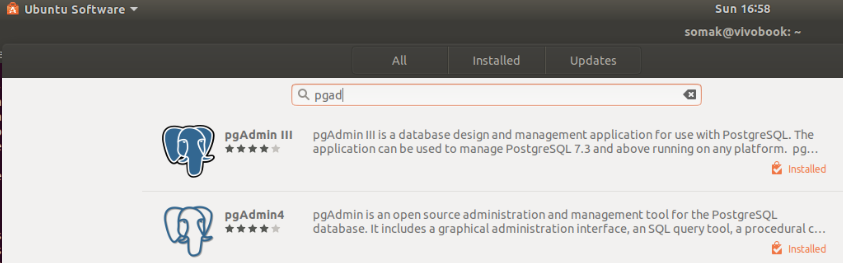 Ubuntu Software
Sun 16:58
somak@vivobook: ~
All
Installed
Updates
pgad
pgAdmin III
pgAdmin III is a database design and management application for use with PostgreSQL. The
application can be used to manage PostgreSQL 7.3 and above running on any platform. pg...
Installed
pgAdmin4
pgAdmin is an open source administration and management tool for the PostgreSQL
database. It includes a graphical administration interface, an SQL query tool, a procedural c...
Installed